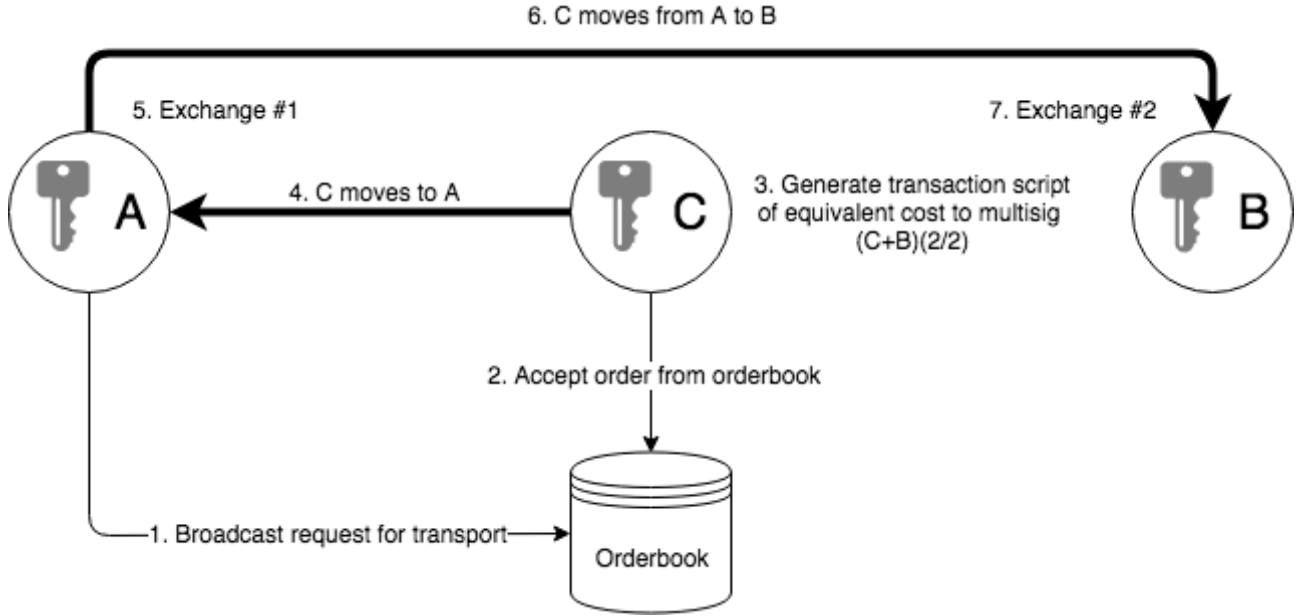 6. C moves from A to B
5. Exchange #1
7. Exchange #2
A
4. C moves to A
C
3. Generate transaction script
of equivalent cost to multisig
(C+B)(2/2)
B
2. Accept order from orderbook
1. Broadcast request for transport
Orderbook